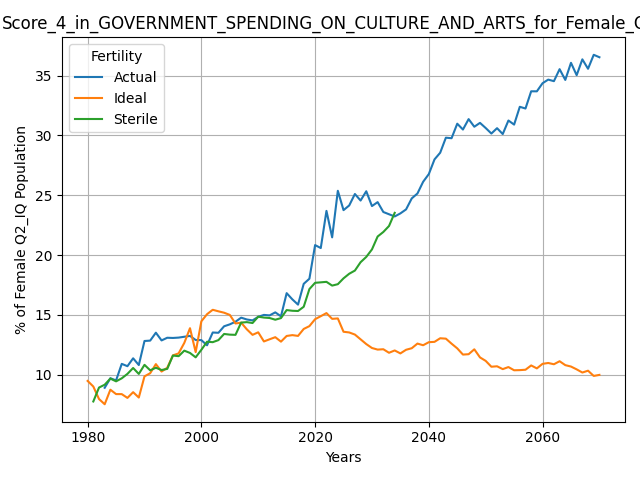 Score_4_in_GOVERNMENT_SPENDING_ON_CULTURE_AND_ARTS_for_Female_
Fertility
Actual
Ideal
Sterile
% of Female Q2_IQ Population
35
30
25
20
15
10
1980 2000 2020 2040 2060
Years